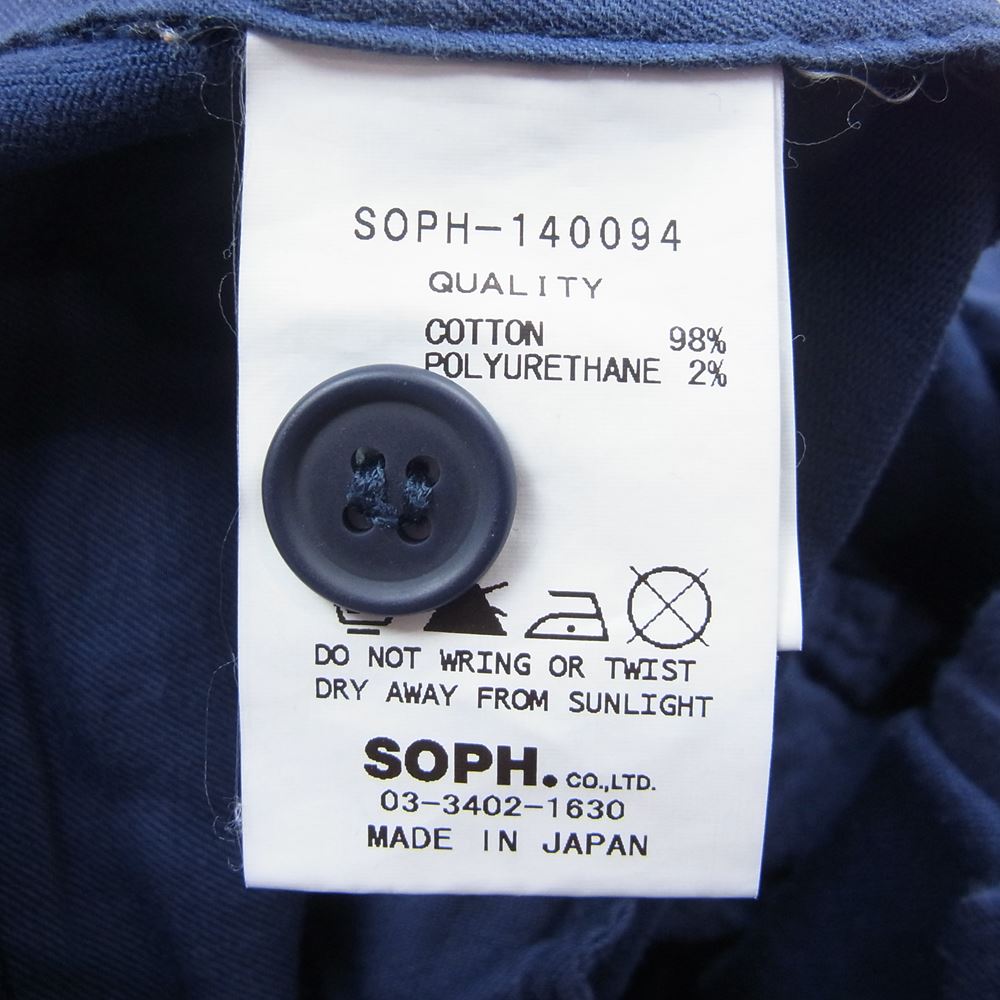 SOPH-140094
QUALITY
COTTON 98%
POLYURETHANE 2%
DO NOT WRING OR TWIST
DRY AWAY FROM SUNLIGHT
SOPH. CO.,LTD.
03-3402-1630
MADE IN JAPAN